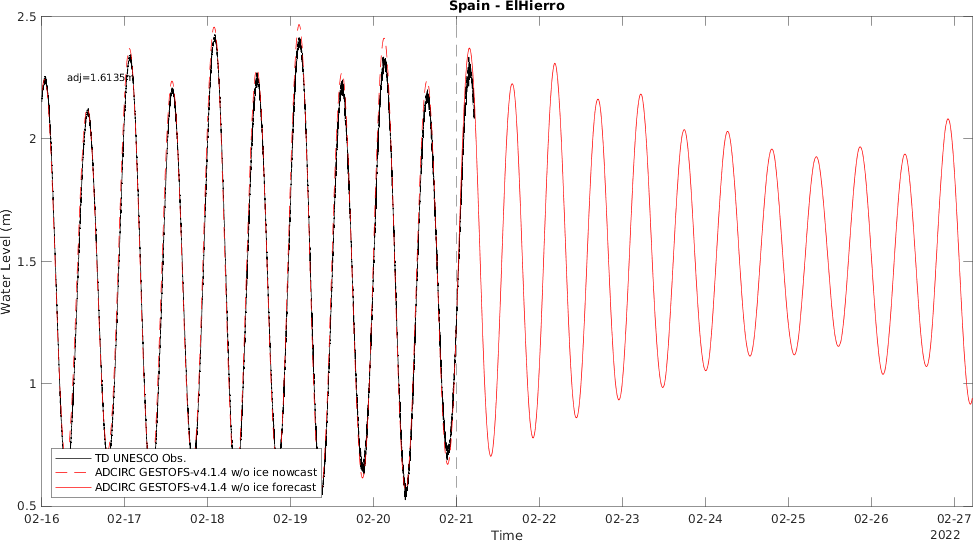 Spain - ElHierro
2.5
adj=1.6135m
2
1.5
1
0.5
Water Level (m)
TD UNESCO Obs.
ADCIRC GESTOFS-v4.1.4 w/o ice nowcast
ADCIRC GESTOFS-v4.1.4 w/o ice forecast
02-16 02-17 02-18 02-19 02-20 02-21 02-22 02-23 02-24 02-25 02-26 02-27
Time
2022